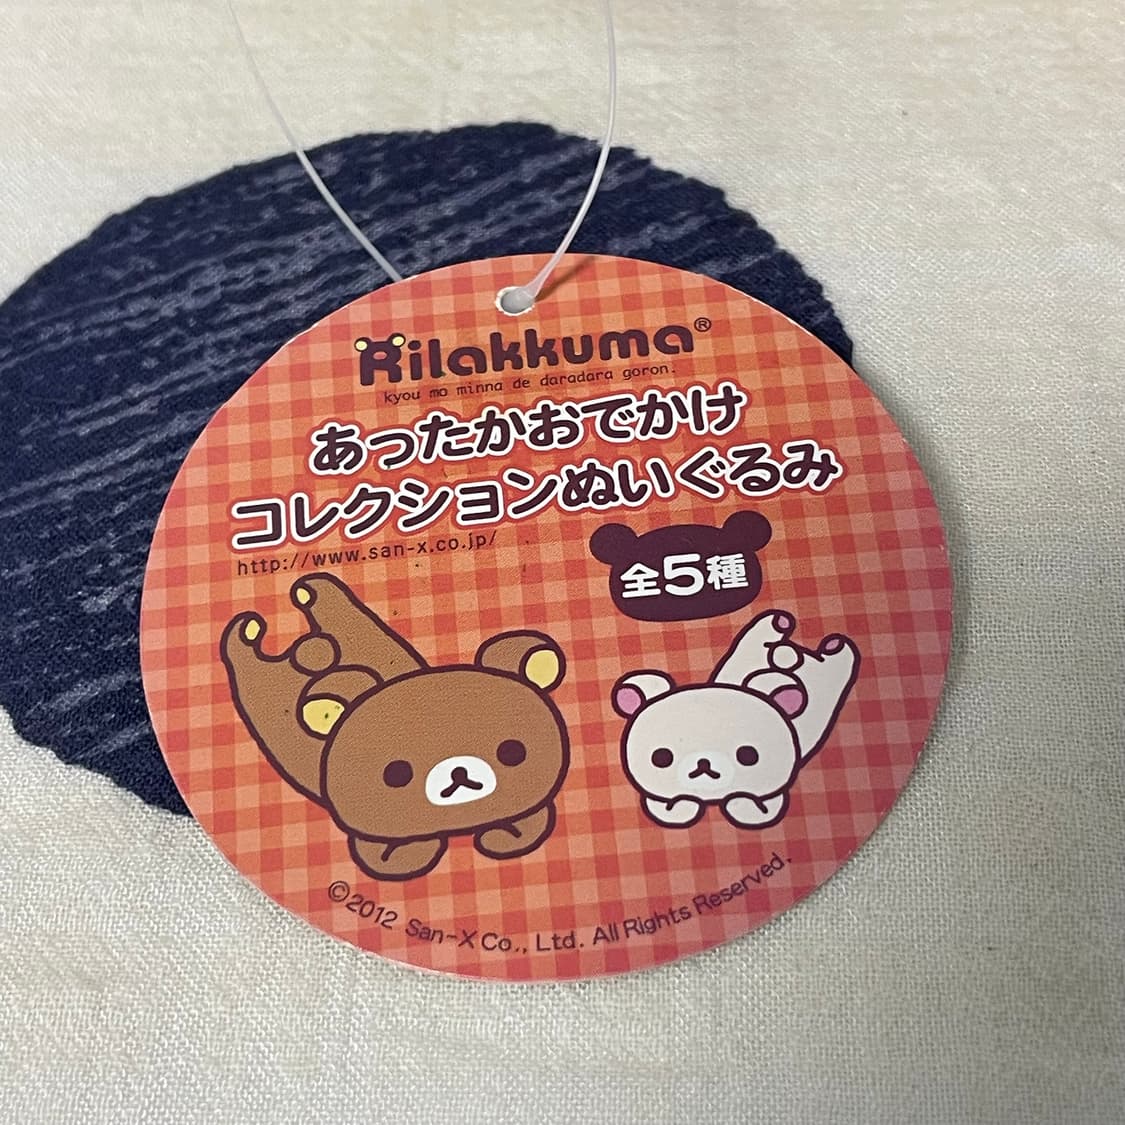 Rilakkuma®
kyou mo minna de daradara goron.
あったかおでかけ
コレクションぬいぐるみ
http://www.san-x.co.jp/
全5種
©2012 San-X Co., Ltd. All Rights Reserved.